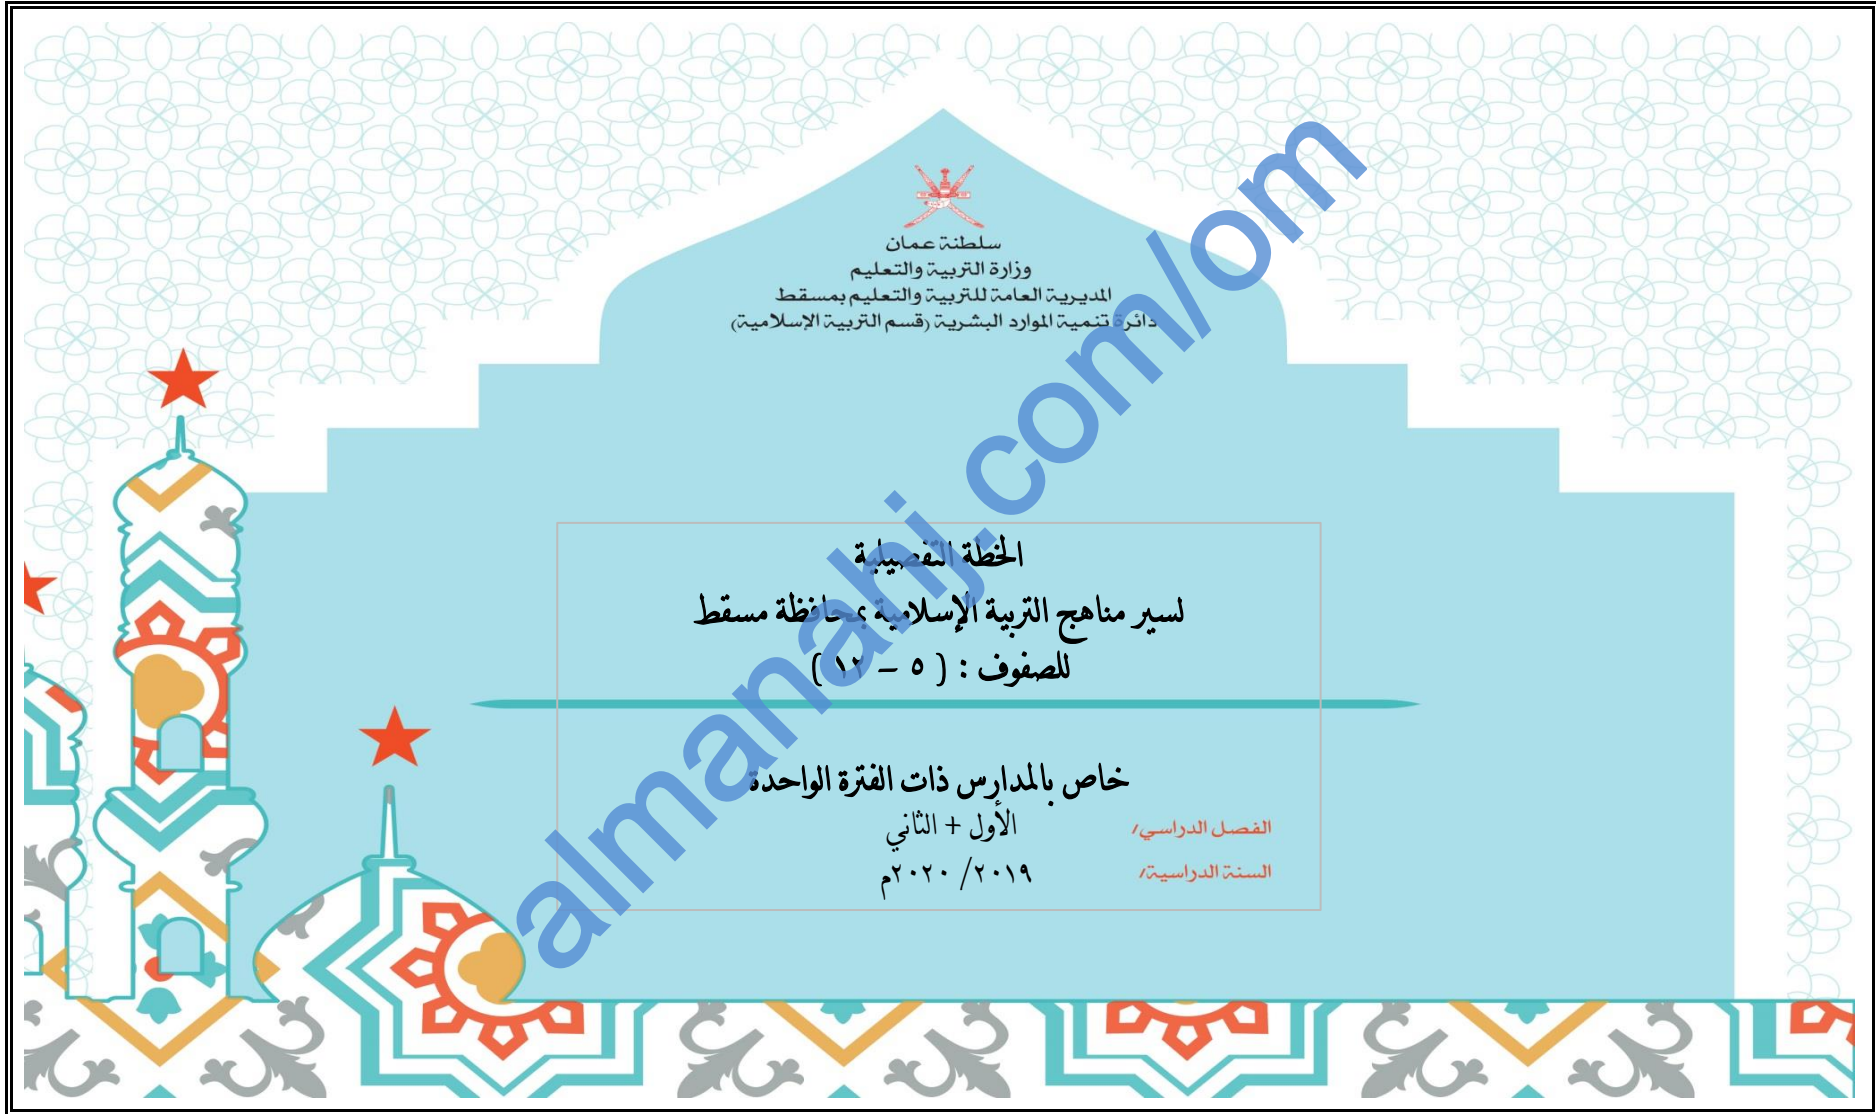 سلطنة عمان
وزارة التربية والتعليم
المديرية العامة للتربية والتعليم بمسقط
دائرة تنمية الموارد البشرية (قسم التربية الإسلامية)
الخطة التفصيلية
لسير مناهج التربية الإسلامية بمحافظة مسقط
للصفوف : ( ٥ – ١٢ )
خاص بالمدارس ذات الفترة الواحدة
الفصل الدراسي/ الأول + الثاني
السنة الدراسية/ ٢٠١٩/ ٢٠٢٠م
almanahj.com/om